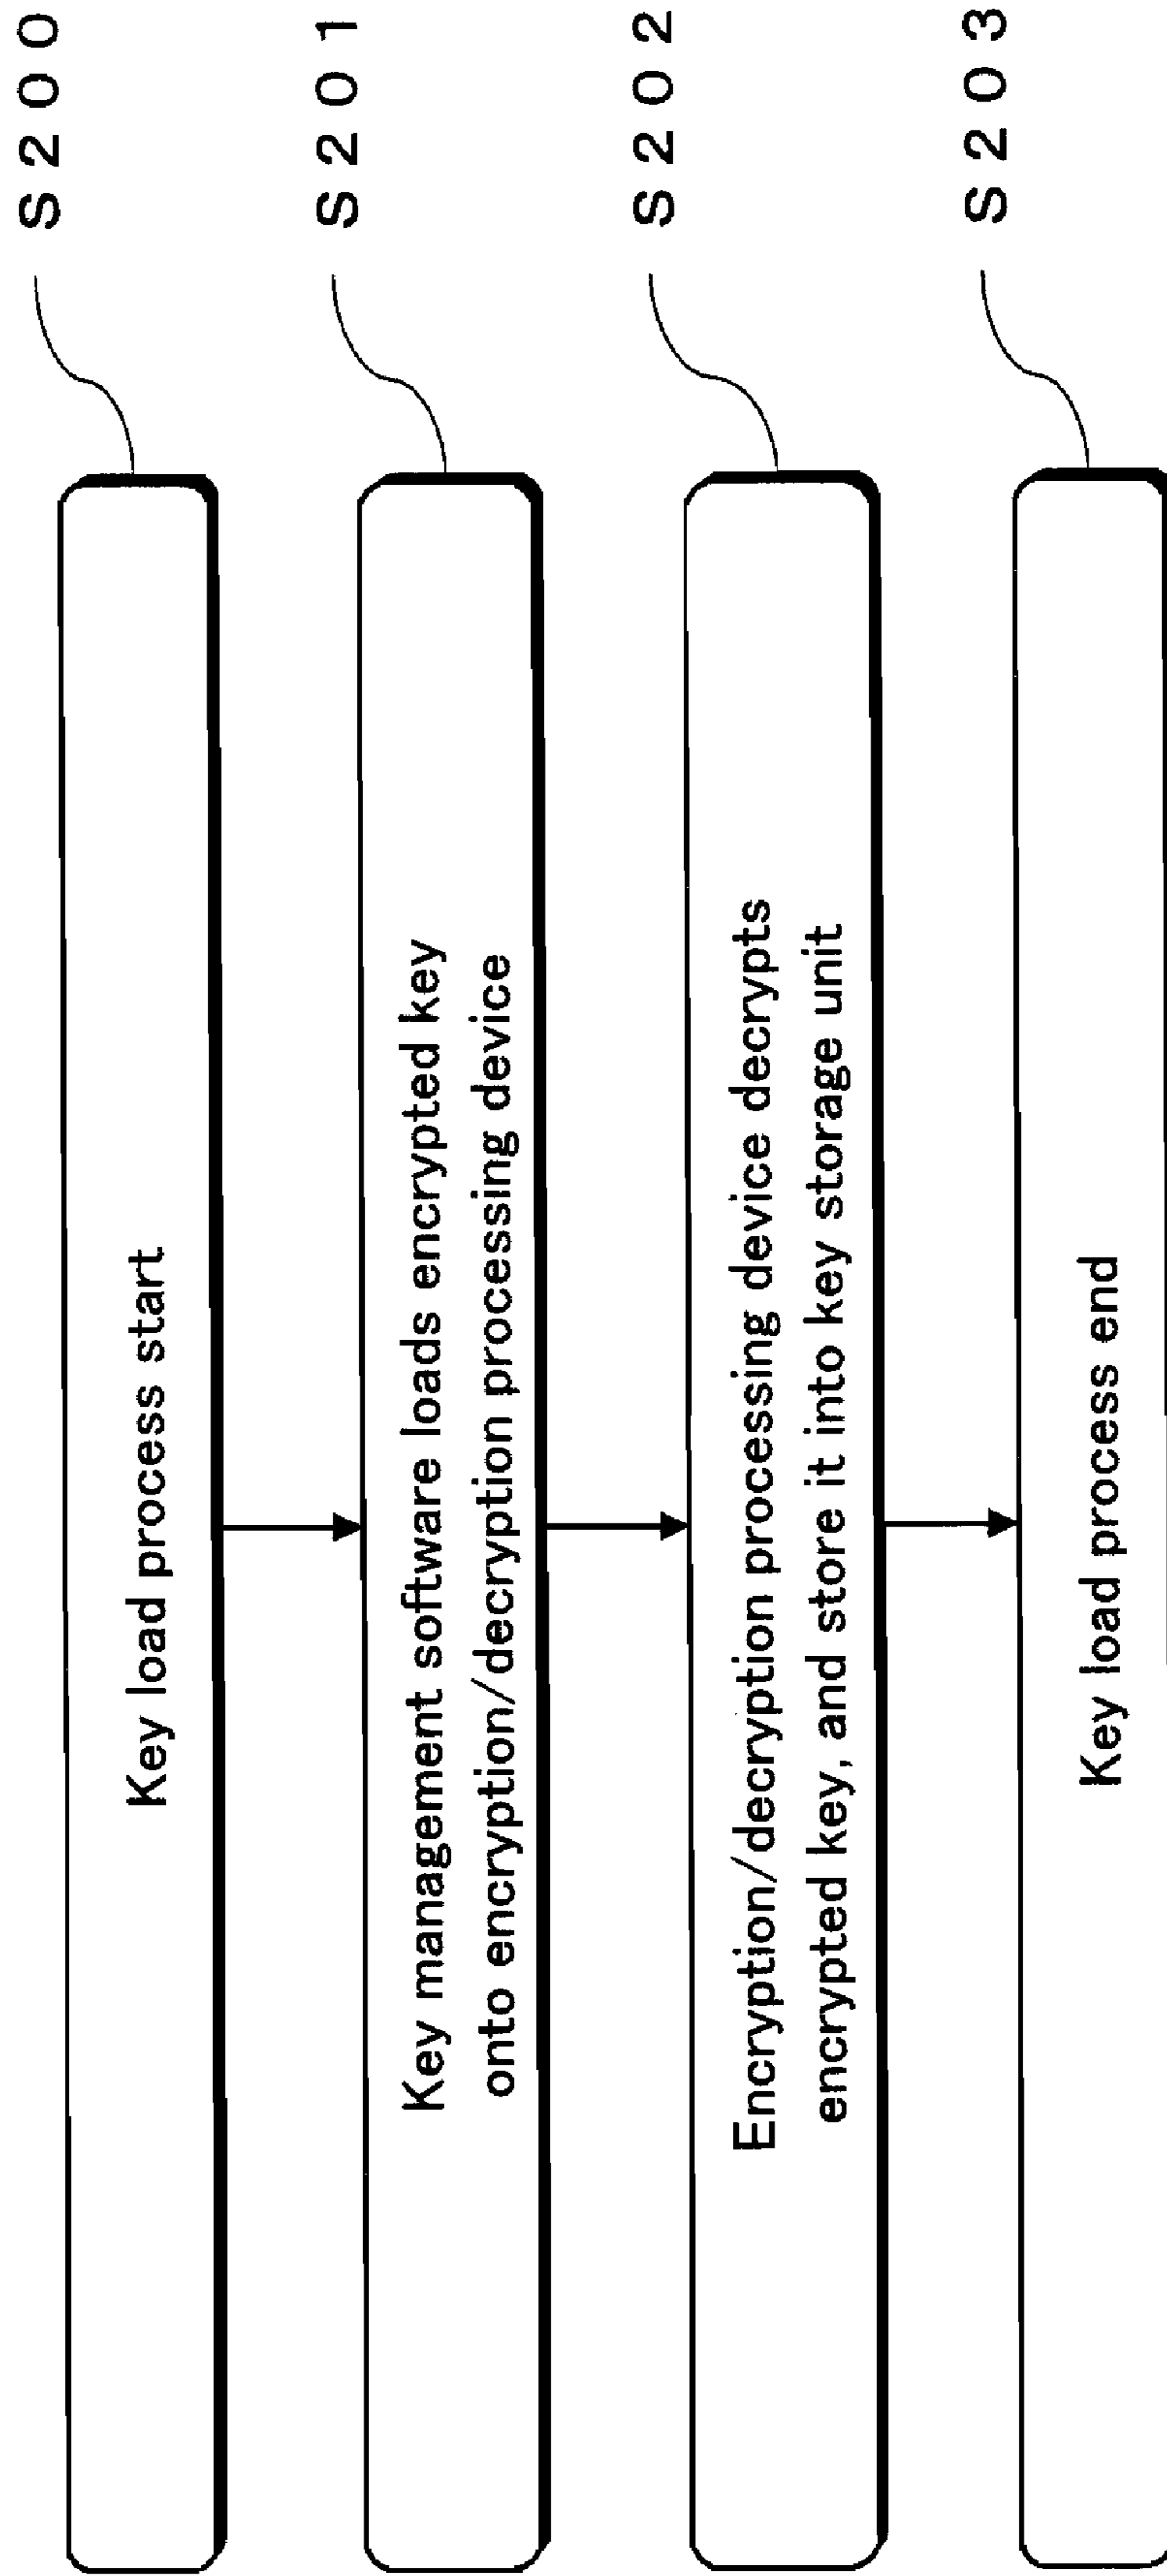 Key load process start
S200
Key management software loads encrypted key
onto encryption/decryption processing device
S201
Encryption/decryption processing device decrypts
encrypted key, and store it into key storage unit
S202
Key load process end
S203